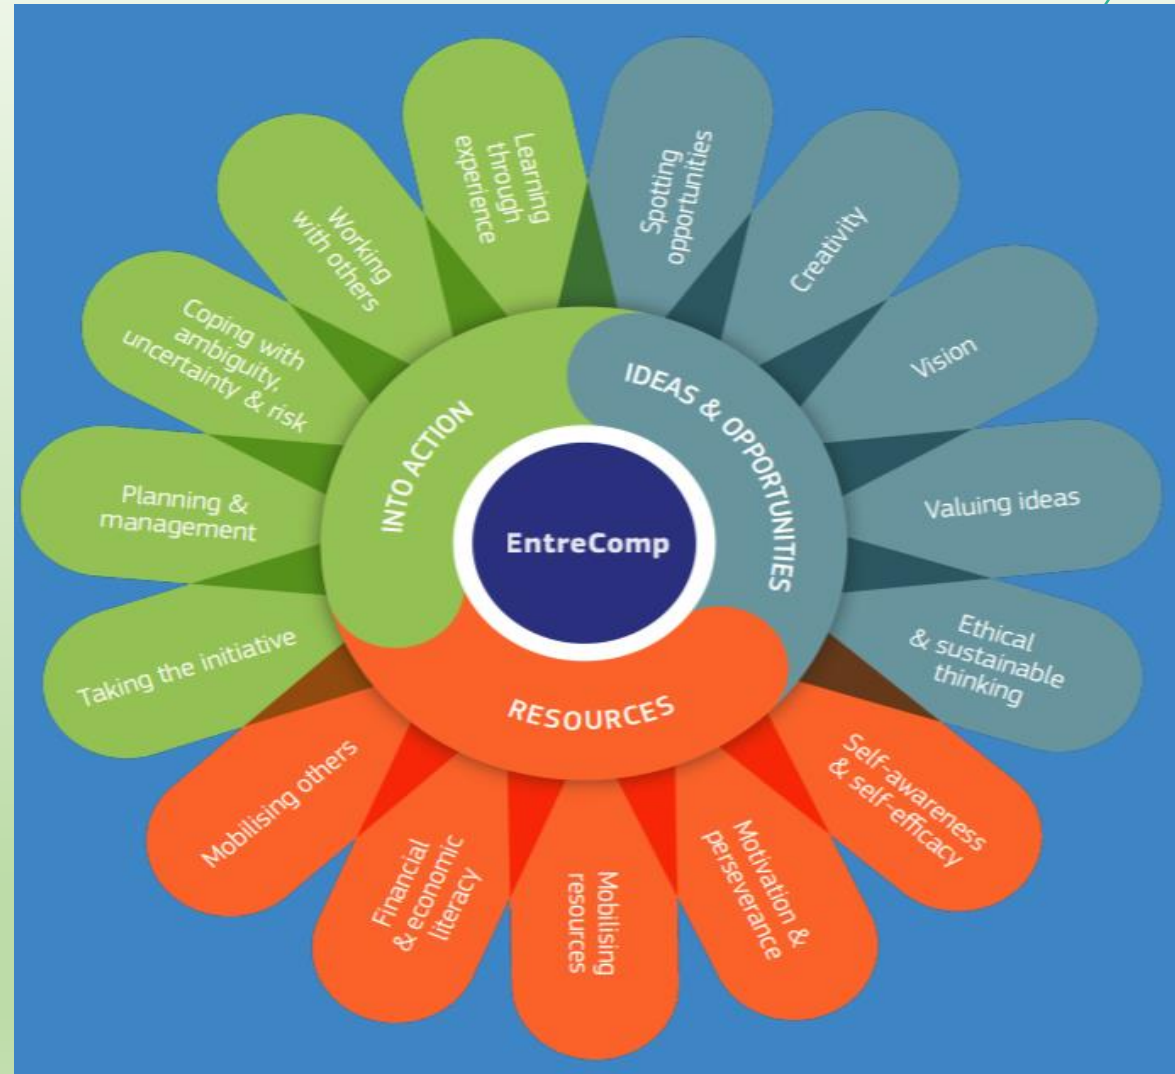 EntreComp
IDEAS & OPPORTUNITIES
Spotting
opportunities
Creativity
Vision
Valuing ideas
Ethical
& sustainable
thinking
RESOURCES
Self-awareness
& self-efficacy
Motivation &
perseverance
Mobilising
resources
Financial
& economic
literacy
Mobilising others
INTO ACTION
Taking the initiative
Planning &
management
Coping with
ambiguity,
uncertainty & risk
Working
with others
Learning
through
experience